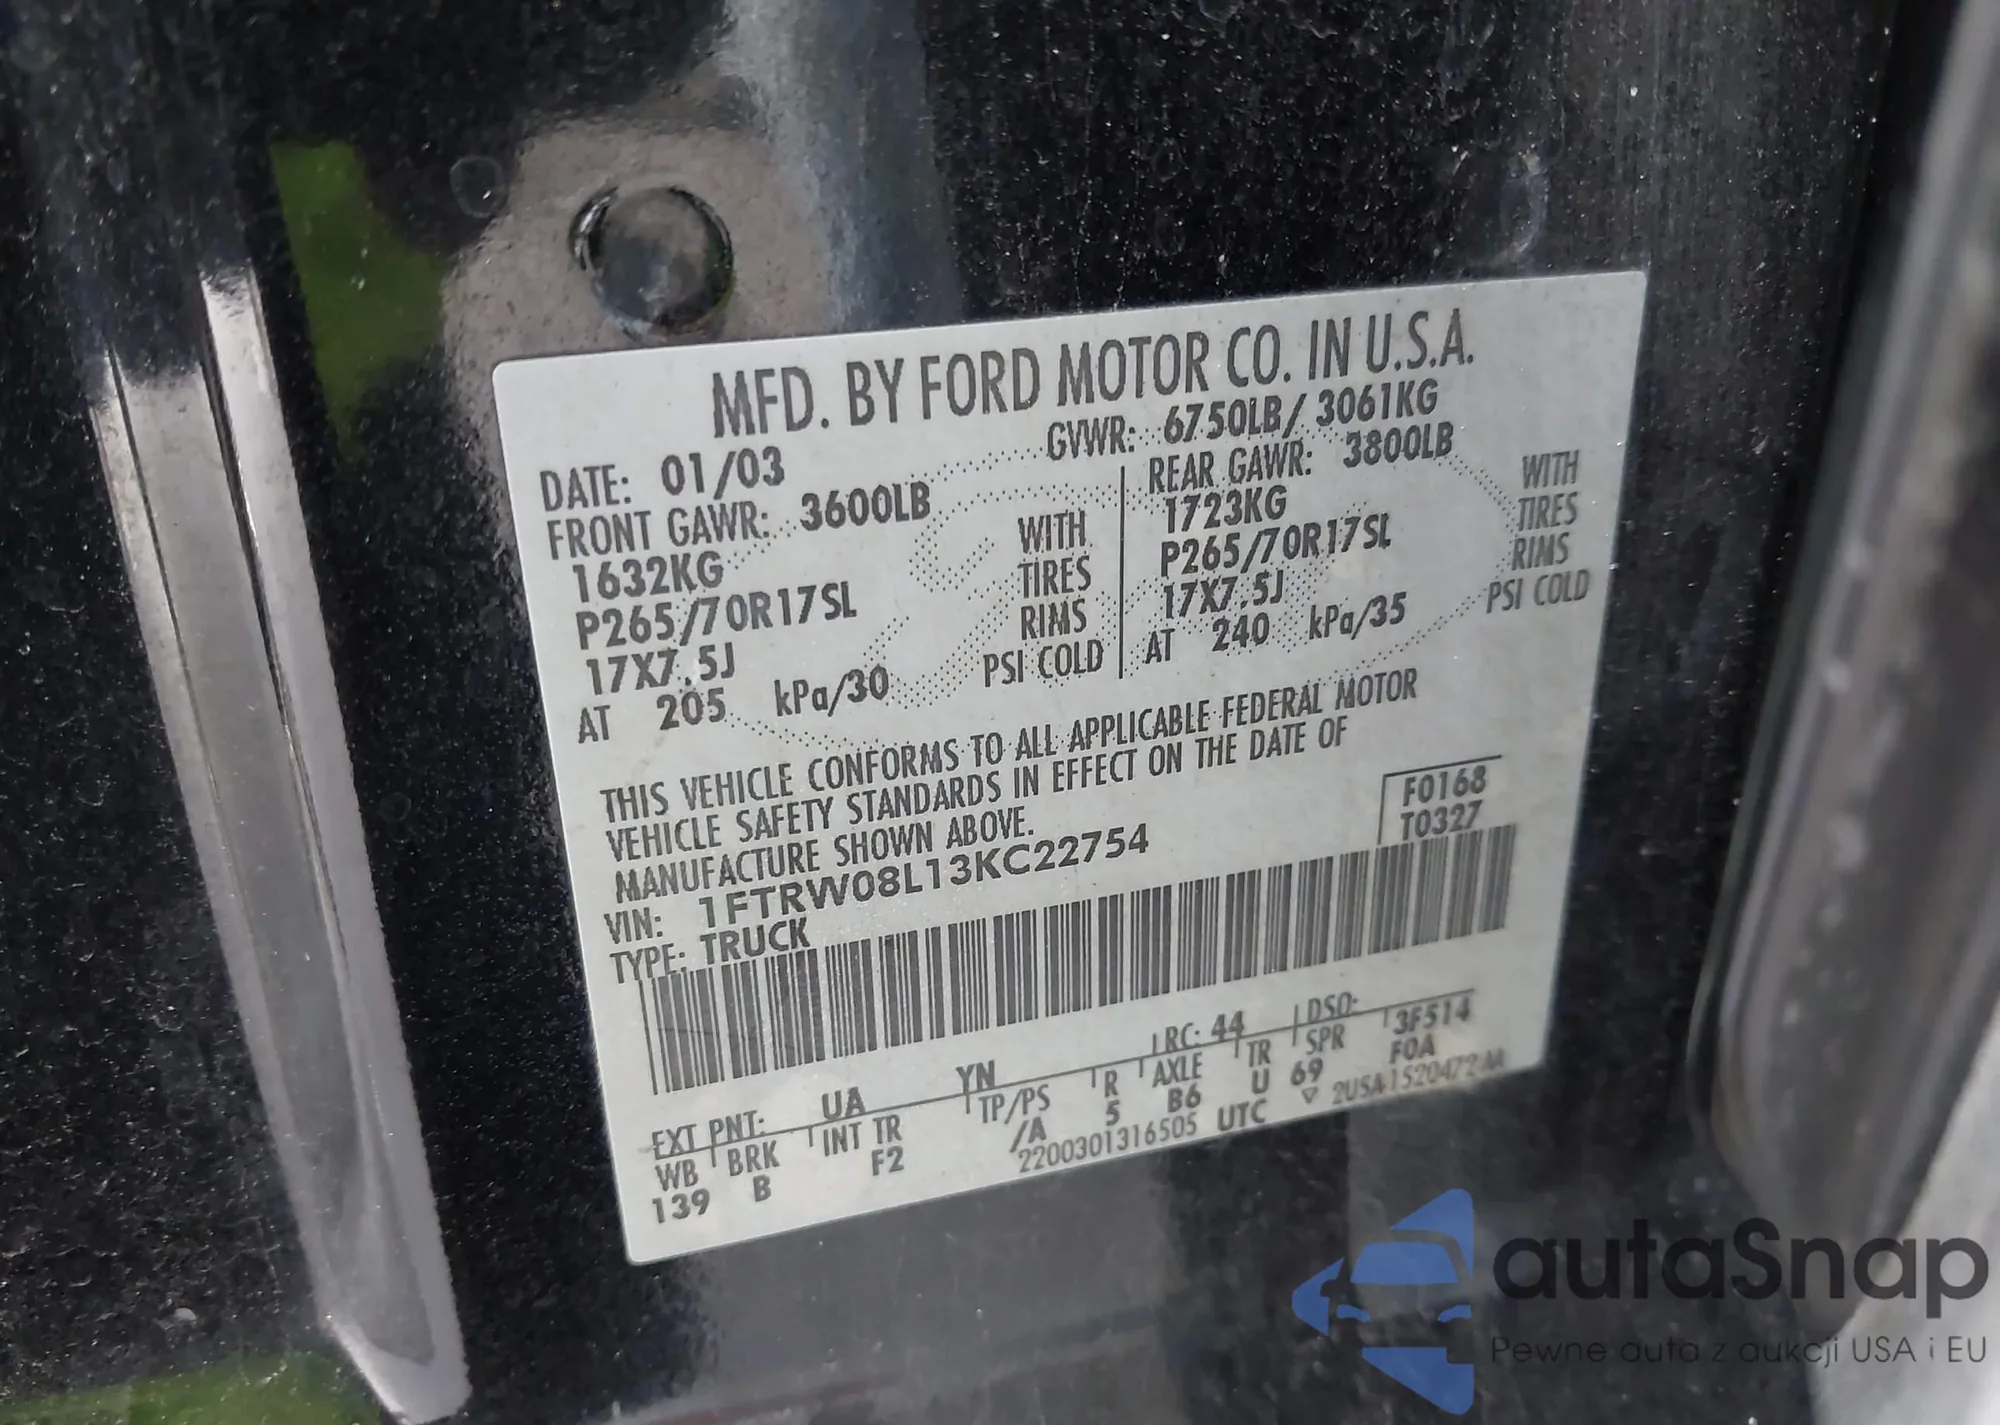 MFD. BY FORD MOTOR CO. IN U.S.A.
DATE: 01/03 GVWR: 6750LB/ 3061KG
FRONT GAWR: 3600LB REAR GAWR: 3800LB
1632KG WITH 1723KG WITH
P265/70R17SL TIRES P265/70R17SL TIRES
17X7.5J RIMS 17X7.5J RIMS
AT 205 kPa/30 PSI COLD AT 240 kPa/35 PSI COLD
THIS VEHICLE CONFORMS TO ALL APPLICABLE FEDERAL MOTOR
VEHICLE SAFETY STANDARDS IN EFFECT ON THE DATE OF
MANUFACTURE SHOWN ABOVE.
F0168
T0327
VIN: 1FTRW08L13KC22754
TYPE: TRUCK
EXT PNT: UA YN RC: 44 DSO: 3F514
WB BRK INT TR TP/PS R AXLE TR SPR F0A
139 B F2 /A 5 B6 U 69
2200301316505 UTC ▽ 2USA-1520472-AA
autaSnap
Pewne auta z aukcji USA i EU